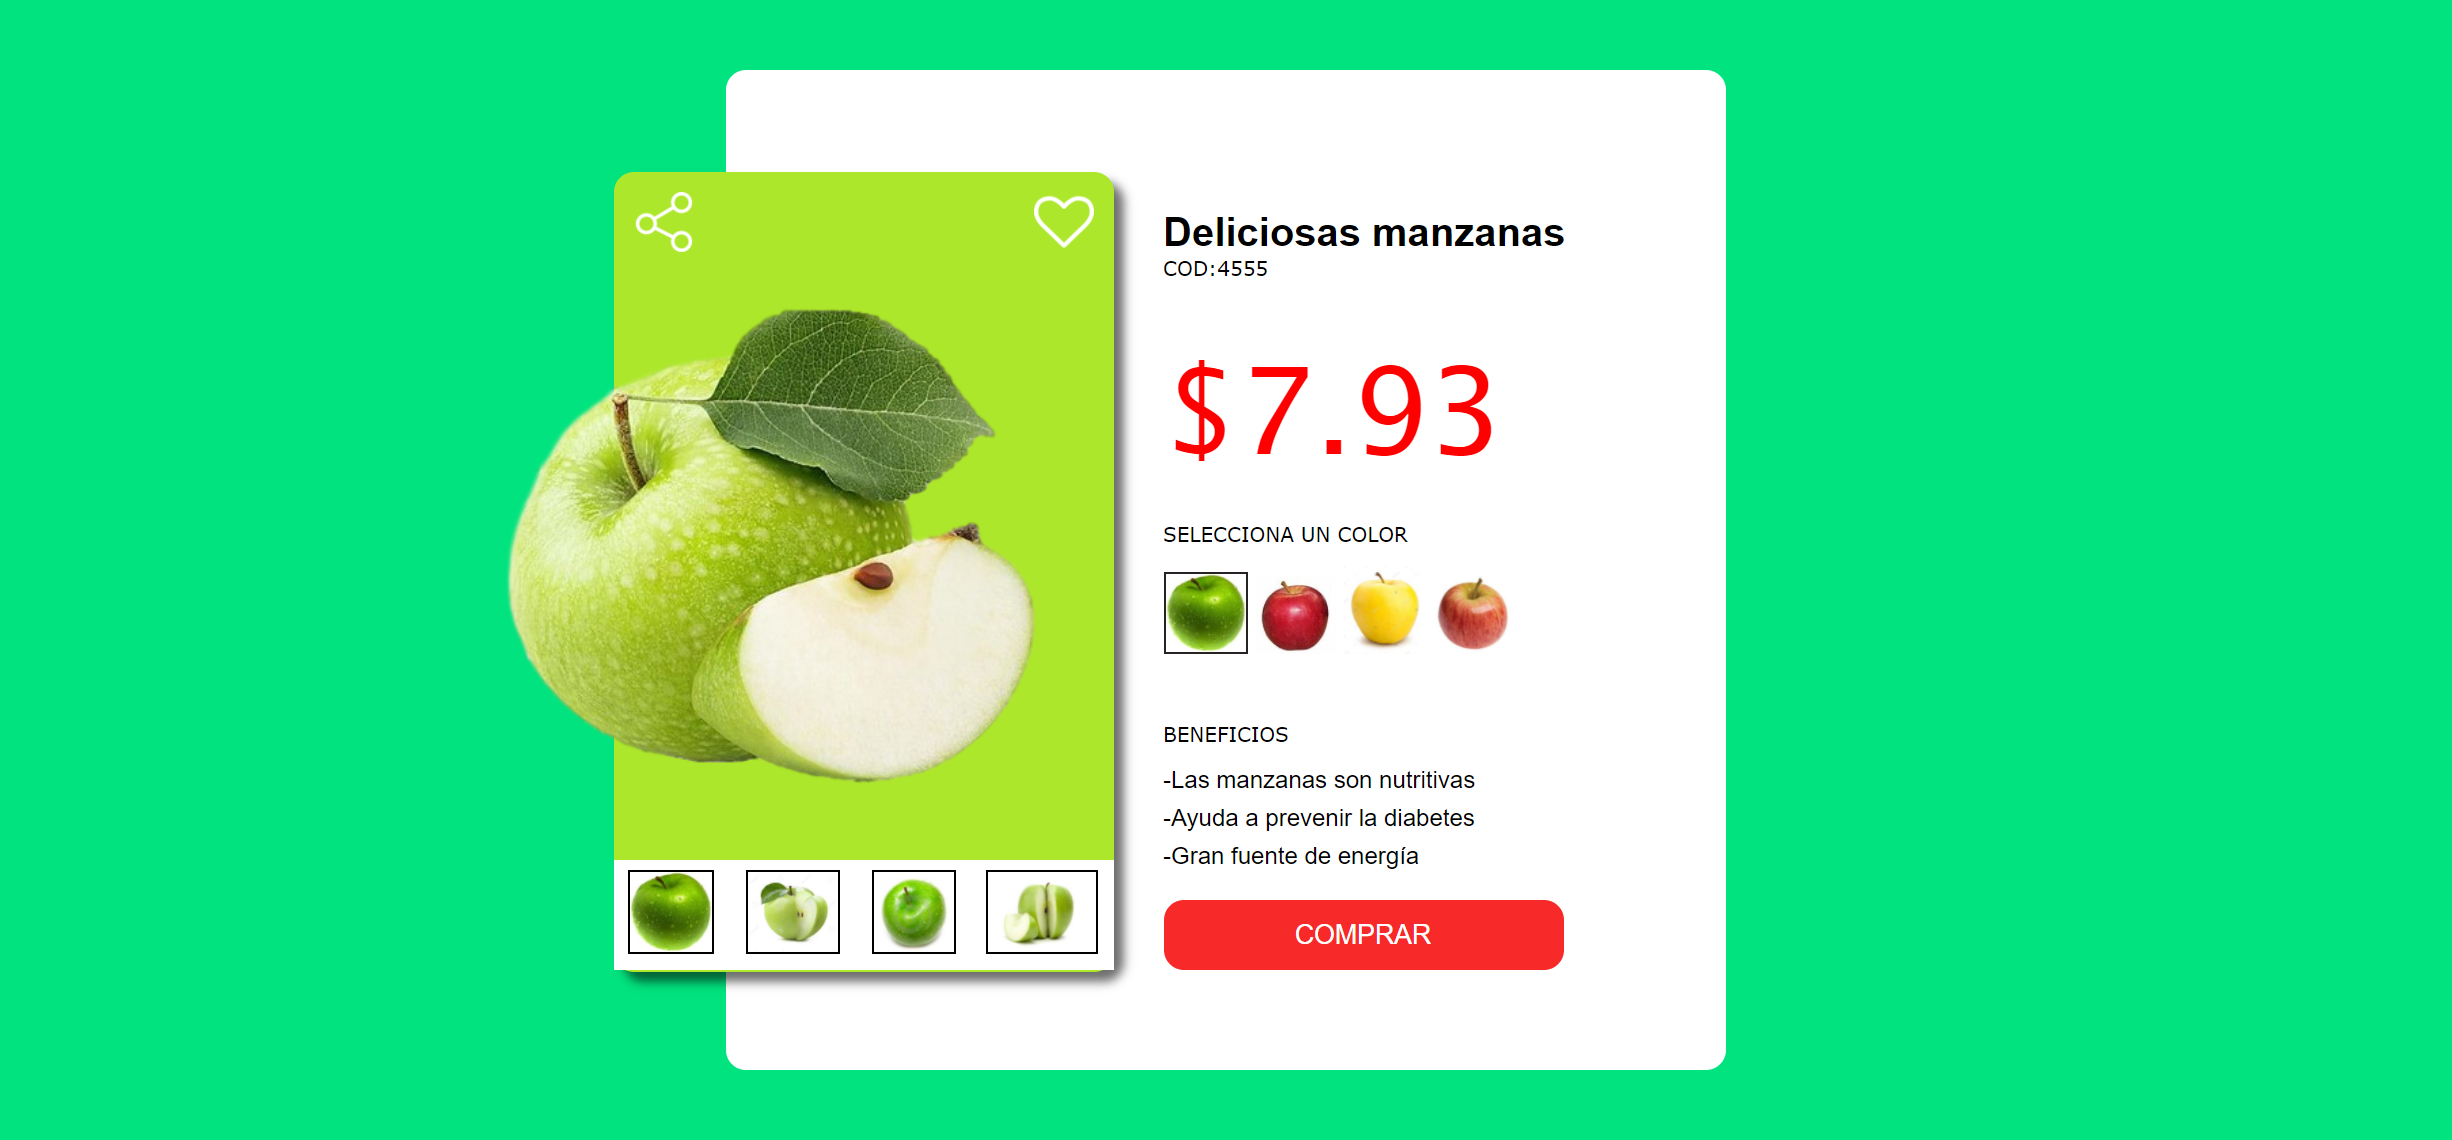 Deliciosas manzanas
COD:4555
$7.93
SELECCIONA UN COLOR
BENEFICIOS
-Las manzanas son nutritivas
-Ayuda a prevenir la diabetes
-Gran fuente de energía
COMPRAR